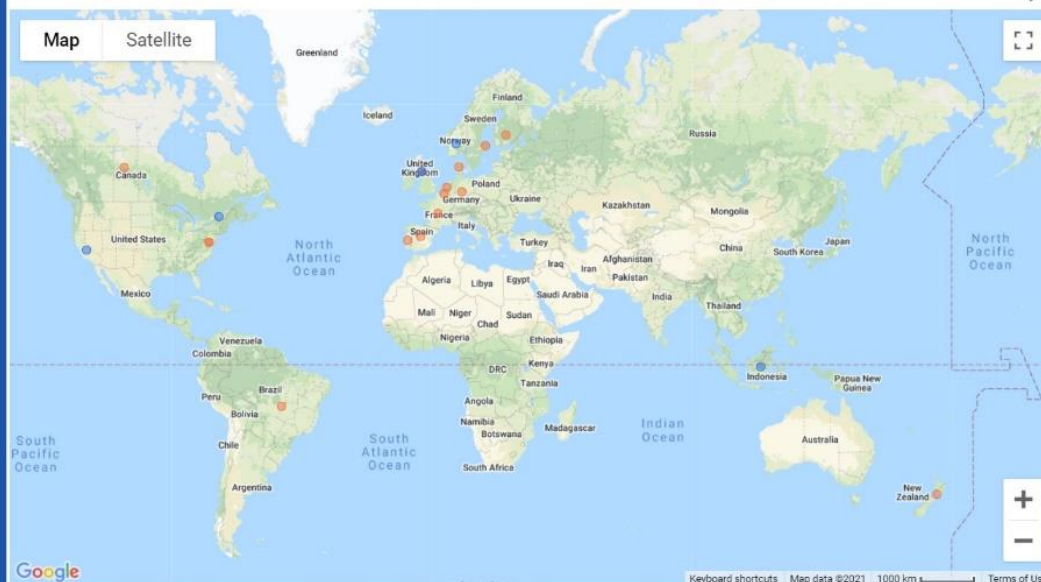 Map Satellite
Greenland
Iceland
Finland
Sweden
Norway
Russia
United
Kingdom
Canada
Poland
Germany
Ukraine
Kazakhstan
Mongolia
France
Italy
Spain
United States
North
Atlantic
Ocean
Turkey
China
Japan
South Korea
North
Pacific
Ocean
Iraq
Iran
Afghanistan
Pakistan
Algeria
Libya
Egypt
Saudi Arabia
India
Mexico
Mali
Niger
Chad
Sudan
Thailand
Nigeria
Ethiopia
Venezuela
Colombia
DRC
Kenya
Tanzania
Indonesia
Papua New
Guinea
Brazil
Peru
Bolivia
Angola
Namibia
Botswana
Madagascar
Indian
Ocean
South
Pacific
Ocean
Chile
South
Atlantic
Ocean
Australia
South Africa
Argentina
New
Zealand
+
−
Google
Keyboard shortcuts Map data ©2021 1000 km Terms of Us